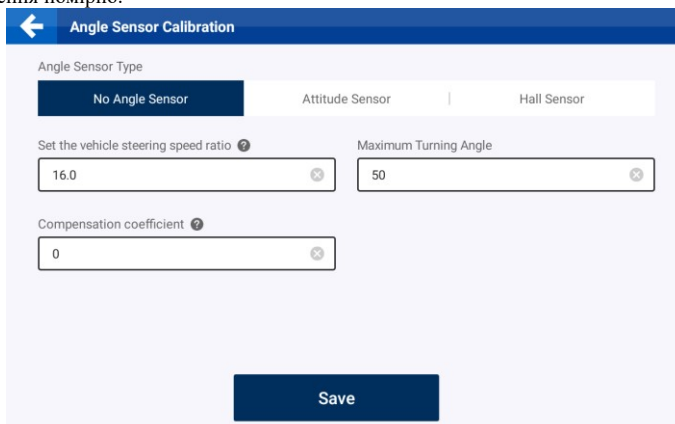 помірно.
Angle Sensor Calibration
Angle Sensor Type
No Angle Sensor Attitude Sensor Hall Sensor
Set the vehicle steering speed ratio Maximum Turning Angle
16.0 50
Compensation coefficient
0
Save